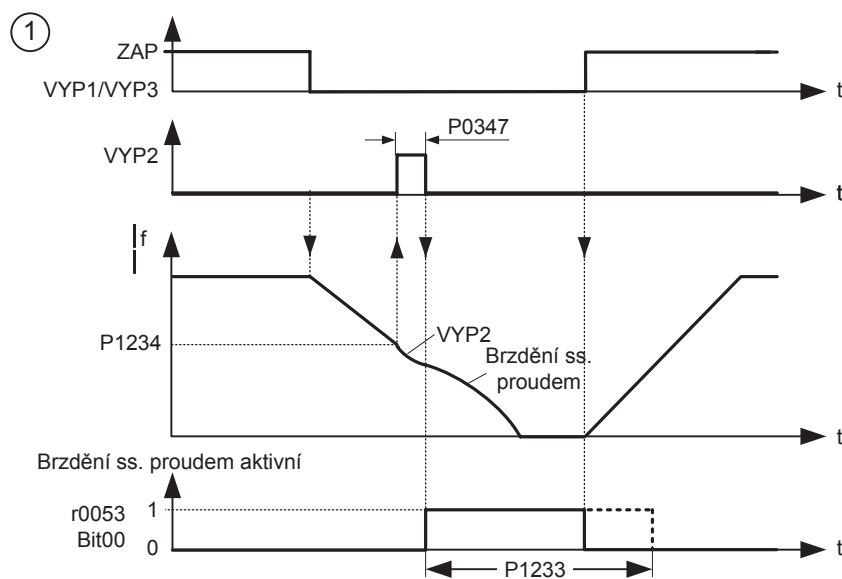 1
ZAP
VYP1/VYP3
t
P0347
VYP2
t
|f|
P1234
VYP2
Brzdění ss.
proudem
t
Brzdění ss. proudem aktivní
r0053 1
Bit00 0
t
P1233